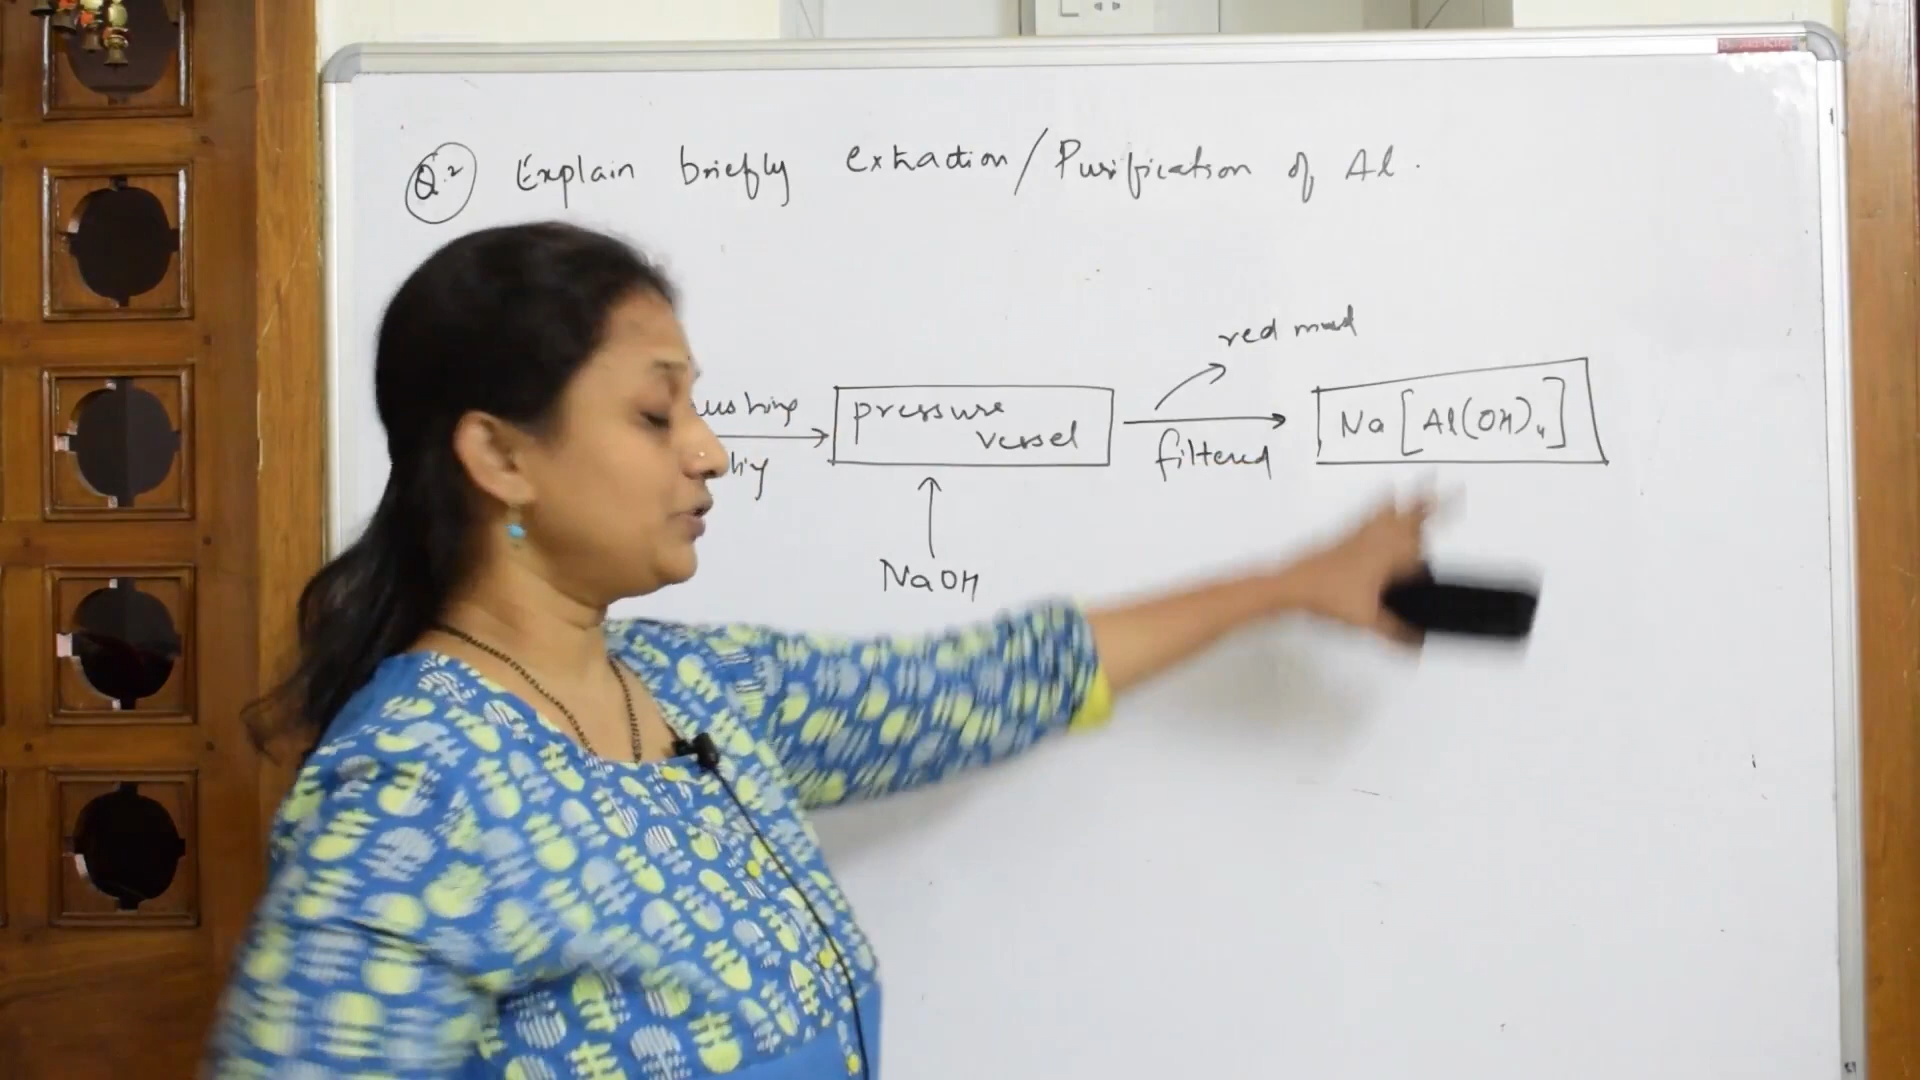 Q.2 Explain briefly extraction/Purification of Al.
red mud
pressure
vessel
filtered
Na[Al(OH)4]
NaOH